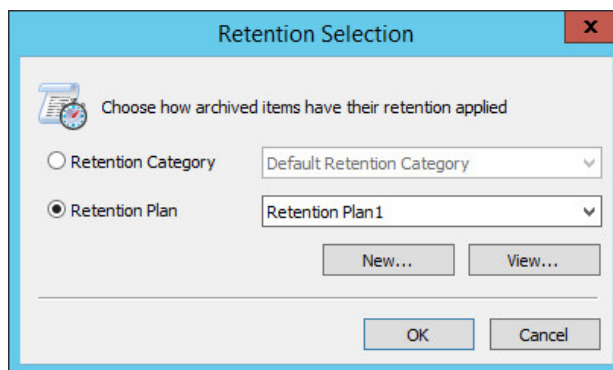 Retention Selection
x
Choose how archived items have their retention applied
Retention Category
Default Retention Category
Retention Plan
Retention Plan1
New...
View...
OK
Cancel